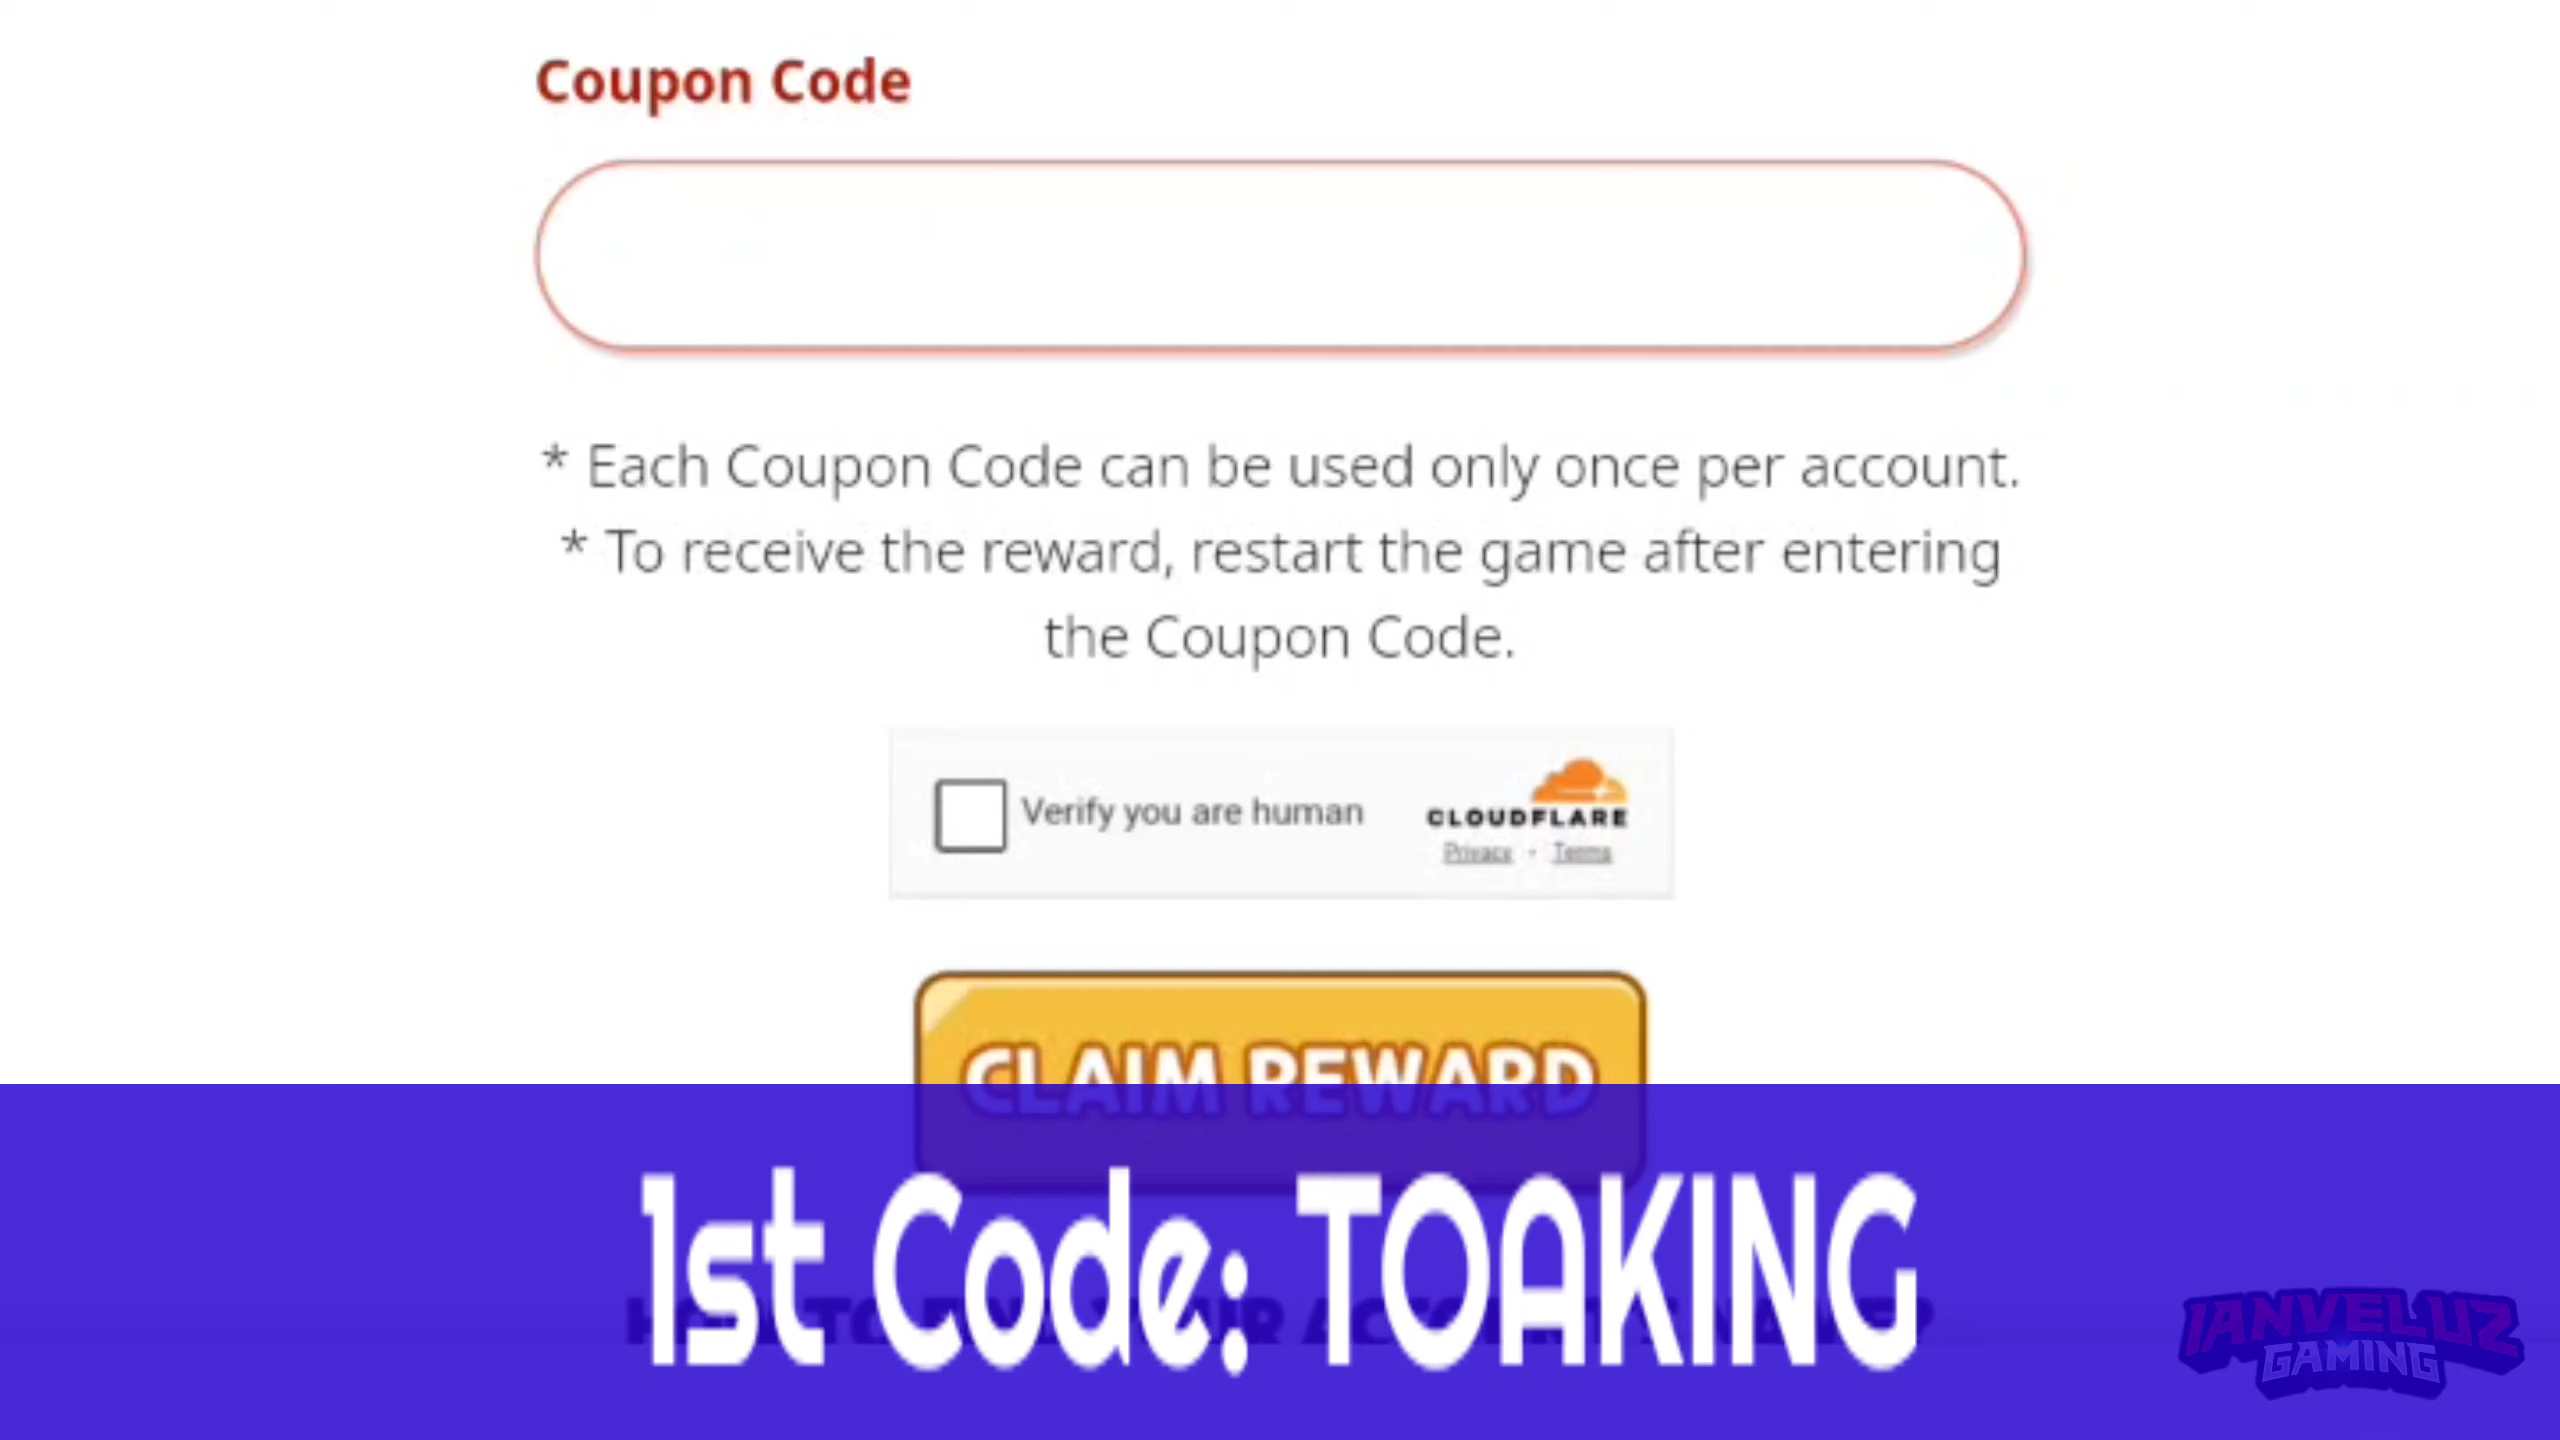 Coupon Code
* Each Coupon Code can be used only once per account.
* To receive the reward, restart the game after entering
the Coupon Code.
Verify you are human
CLOUDFLARE
Privacy • Terms
CLAIM REWARD
1st Code: TOAKING
IANVELUZ
GAMING